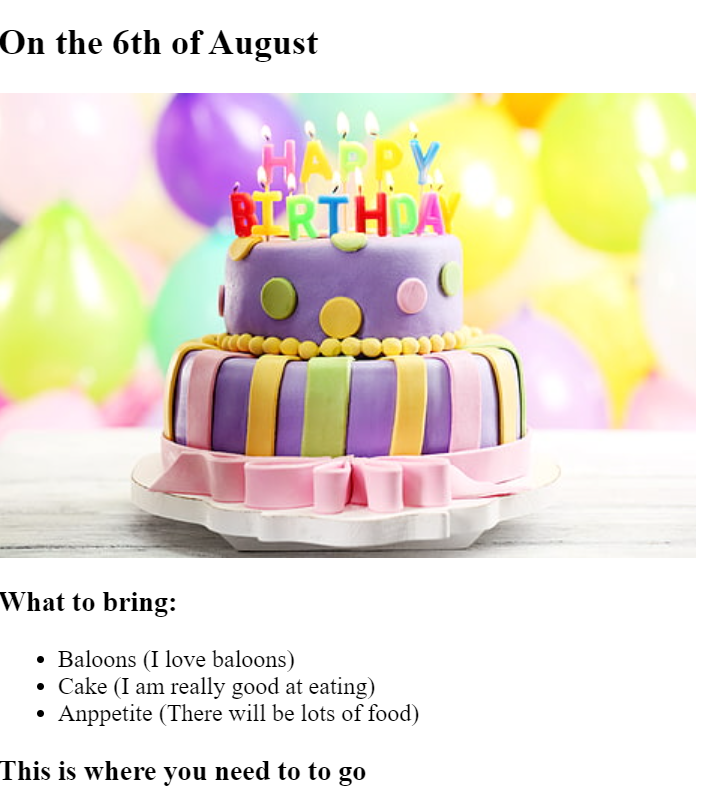 On the 6th of August
HAPPY
BIRTHDAY
What to bring:
Baloons (I love baloons)
Cake (I am really good at eating)
Anppetite (There will be lots of food)
This is where you need to to go